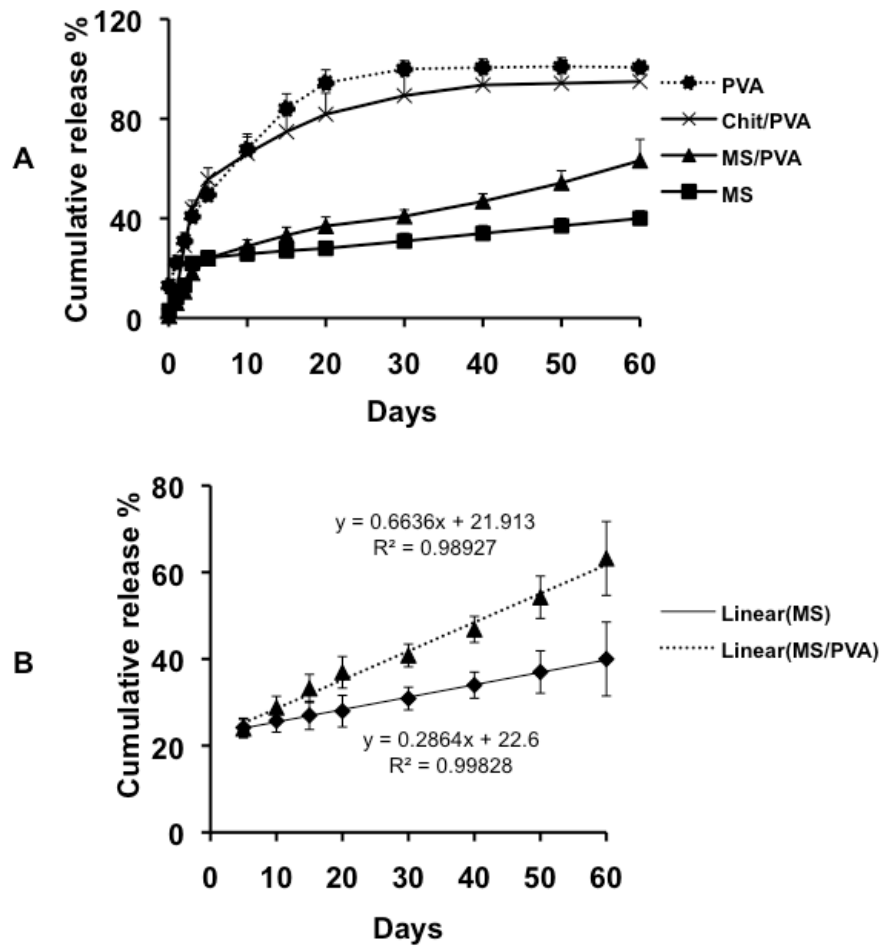 A
Cumulative release %
120
80
40
0
0 10 20 30 40 50 60
Days
PVA
Chit/PVA
MS/PVA
MS
B
Cumulative release %
80
60
40
20
0
y = 0.6636x + 21.913
R² = 0.98927
y = 0.2864x + 22.6
R² = 0.99828
0 10 20 30 40 50 60
Days
Linear(MS)
Linear(MS/PVA)